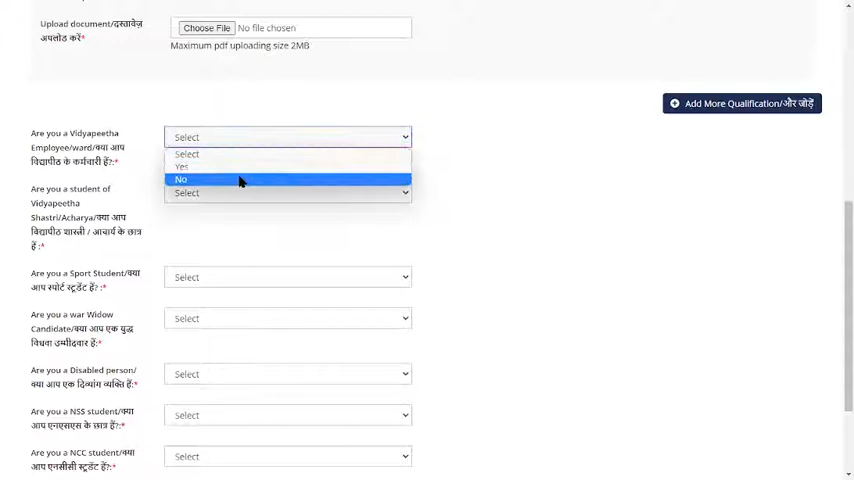 Upload document/दस्तावेज़
अपलोड करें*
Choose File No file chosen
Maximum pdf uploading size 2MB
Add More Qualification/और जोड़ें
Are you a Vidyapeetha
Employee/ward/क्या आप
विद्यापीठ के कर्मचारी हैं?:*
Select
Select
Yes
No
Are you a student of
Vidyapeetha
Shastri/Acharya/क्या आप
विद्यापीठ शास्त्री / आचार्य के छात्र
हैं :*
Select
Are you a Sport Student/क्या
आप स्पोर्ट स्टूडेंट हैं? :*
Select
Are you a war Widow
Candidate/क्या आप एक युद्ध
विधवा उम्मीदवार हैं:*
Select
Are you a Disabled person/
क्या आप एक दिव्यांग व्यक्ति हैं:*
Select
Are you a NSS student/क्या
आप एनएसएस के छात्र हैं?:*
Select
Are you a NCC student/क्या
आप एनसीसी स्टूडेंट हैं?:*
Select